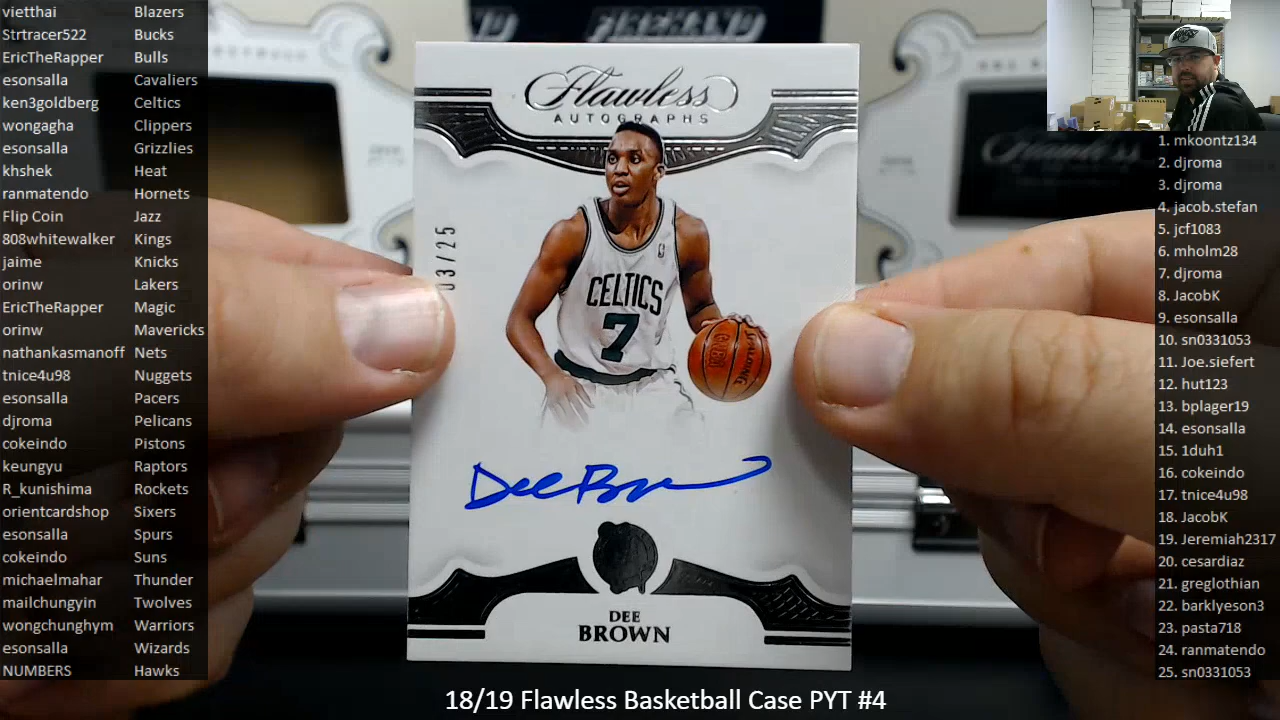 vietthai Blazers
Strtracer522 Bucks
EricTheRapper Bulls
esonsalla Cavaliers
ken3goldberg Celtics
wongagha Clippers
esonsalla Grizzlies
khshek Heat
ranmatendo Hornets
Flip Coin Jazz
808whitewalker Kings
jaime Knicks
orinw Lakers
EricTheRapper Magic
orinw Mavericks
nathankasmanoff Nets
tnice4u98 Nuggets
esonsalla Pacers
djroma Pelicans
cokeindo Pistons
keungyu Raptors
R_kunishima Rockets
orientcardshop Sixers
esonsalla Spurs
cokeindo Suns
michaelmahar Thunder
mailchungyin Twolves
wongchunghym Warriors
esonsalla Wizards
NUMBERS Hawks
Flawless
AUTOGRAPHS
03/25
CELTICS
7
SPALDING
Dee Brown
DEE
BROWN
1. mkoontz134
2. djroma
3. djroma
4. jacob.stefan
5. jcf1083
6. mholm28
7. djroma
8. JacobK
9. esonsalla
10. sn0331053
11. Joe.siefert
12. hut123
13. bplager19
14. esonsalla
15. 1duh1
16. cokeindo
17. tnice4u98
18. JacobK
19. Jeremiah2317
20. cesardiaz
21. greglothian
22. barklyeson3
23. pasta718
24. ranmatendo
25. sn0331053
18/19 Flawless Basketball Case PYT #4